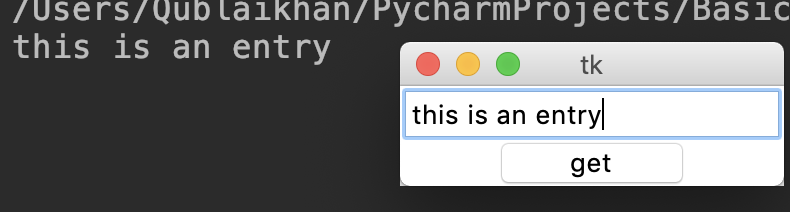 /Users/Qublaikhan/PycharmProjects/Basic
this is an entry
tk
this is an entry
get